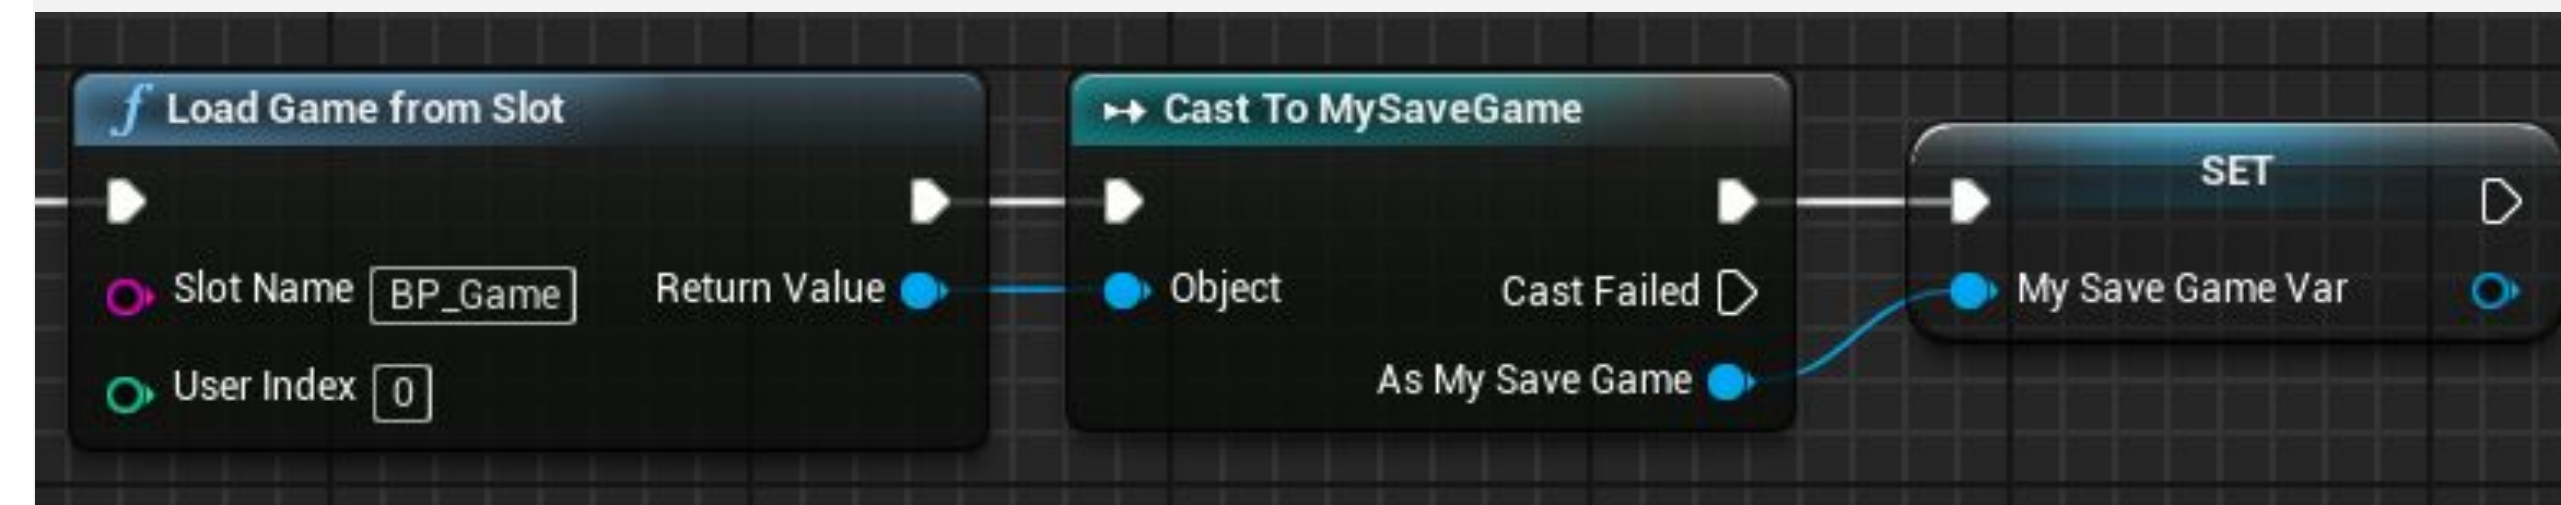 Load Game from Slot
Slot Name BP_Game Return Value
User Index 0
Cast To MySaveGame
Object Cast Failed
As My Save Game
SET
My Save Game Var